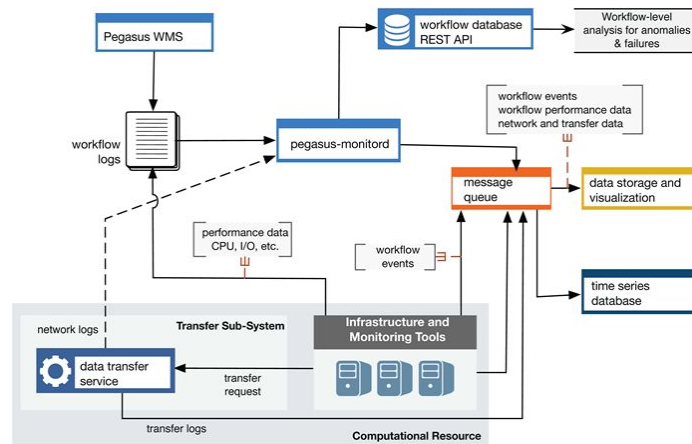 Pegasus WMS
workflow database
REST API
Workflow-level
analysis for anomalies
& failures
workflow events
workflow performance data
network and transfer data
workflow
logs
pegasus-monitord
message
queue
data storage and
visualization
performance data
CPU, I/O, etc.
workflow
events
time series
database
network logs
Transfer Sub-System
Infrastructure and
Monitoring Tools
data transfer
service
transfer
request
transfer logs
Computational Resource